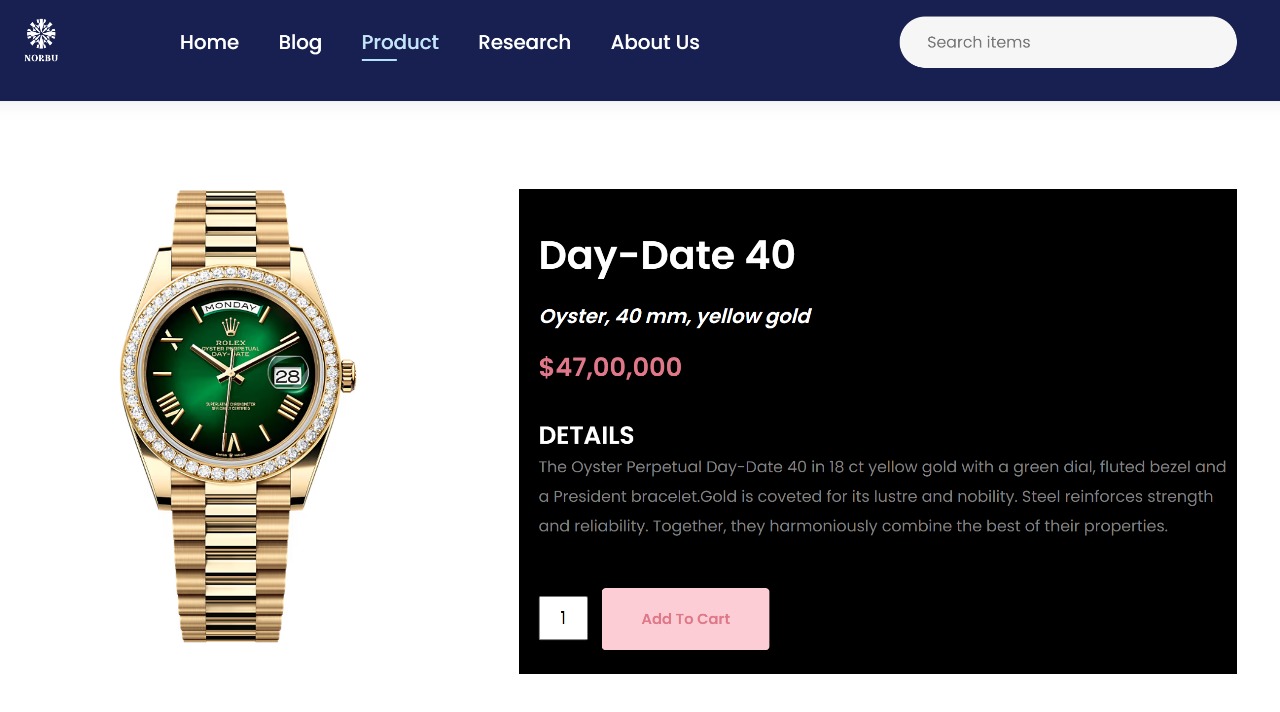 NORBU
Home Blog Product Research About Us
Search items
MONDAY
ROLEX
OYSTER PERPETUAL
DAY-DATE
28
SUPERLATIVE CHRONOMETER
OFFICIALLY CERTIFIED
Day-Date 40
Oyster, 40 mm, yellow gold
$47,00,000
DETAILS
The Oyster Perpetual Day-Date 40 in 18 ct yellow gold with a green dial, fluted bezel and
a President bracelet.Gold is coveted for its lustre and nobility. Steel reinforces strength
and reliability. Together, they harmoniously combine the best of their properties.
1
Add To Cart